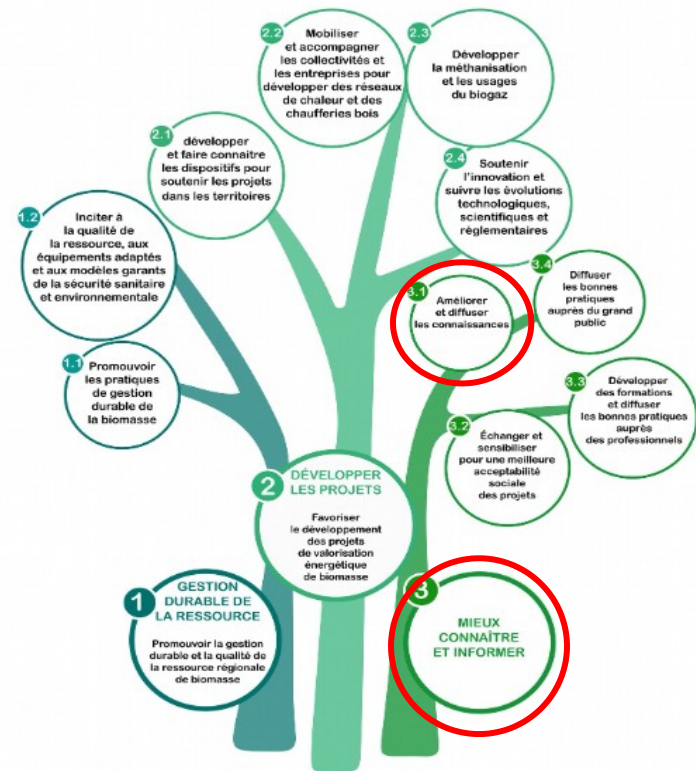 2.2
Mobiliser
et accompagner
les collectivités et
les entreprises pour
développer des réseaux
de chaleur et des
chaufferies bois
2.3
Développer
la méthanisation
et les usages
du biogaz
2.1
développer
et faire connaitre
les dispositifs pour
soutenir les projets
dans les territoires
2.4
Soutenir
l'innovation et
suivre les évolutions
technologiques,
scientifiques et
règlementaires
1.2
Inciter à
la qualité de
la ressource, aux
équipements adaptés
et aux modèles garants
de la sécurité sanitaire
et environnementale
3.1
Améliorer
et diffuser
les connaissances
3.4
Diffuser
les bonnes
pratiques
auprès du grand
public
1.1
Promouvoir
les pratiques
de gestion
durable de
la biomasse
3.3
Développer
des formations
et diffuser
les bonnes pratiques
auprès
des professionnels
3.2
Échanger et
sensibiliser
pour une meilleure
acceptabilité
sociale
des projets
2
DÉVELOPPER
LES PROJETS
Favoriser
le développement
des projets
de valorisation
énergétique
de biomasse
1
GESTION
DURABLE DE
LA RESSOURCE
Promouvoir la gestion
durable et la qualité de
la ressource régionale
de biomasse
3
MIEUX
CONNAÎTRE
ET INFORMER